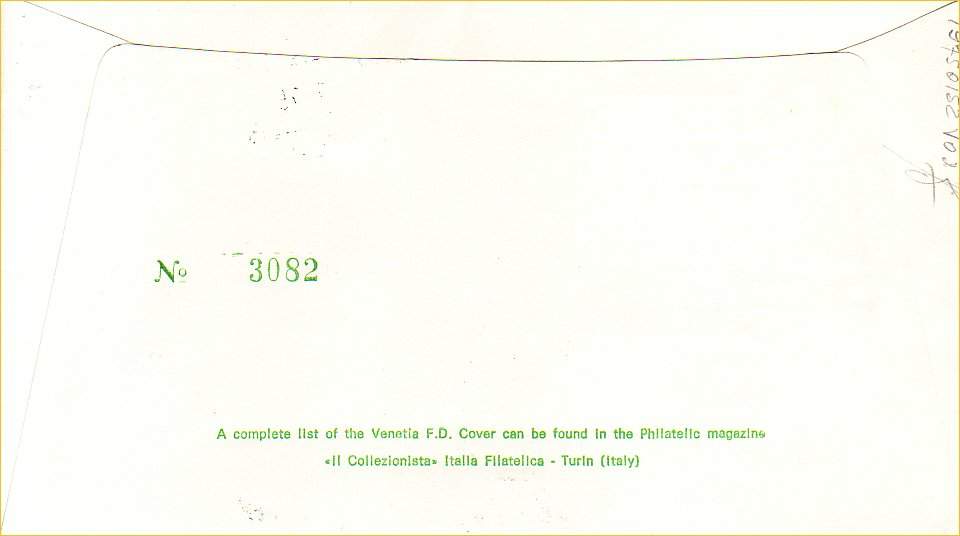 No 3082
A complete list of the Venetia F.D. Cover can be found in the Philatelic magazine
«Il Collezionista» Italia Filatelica - Turin (Italy)